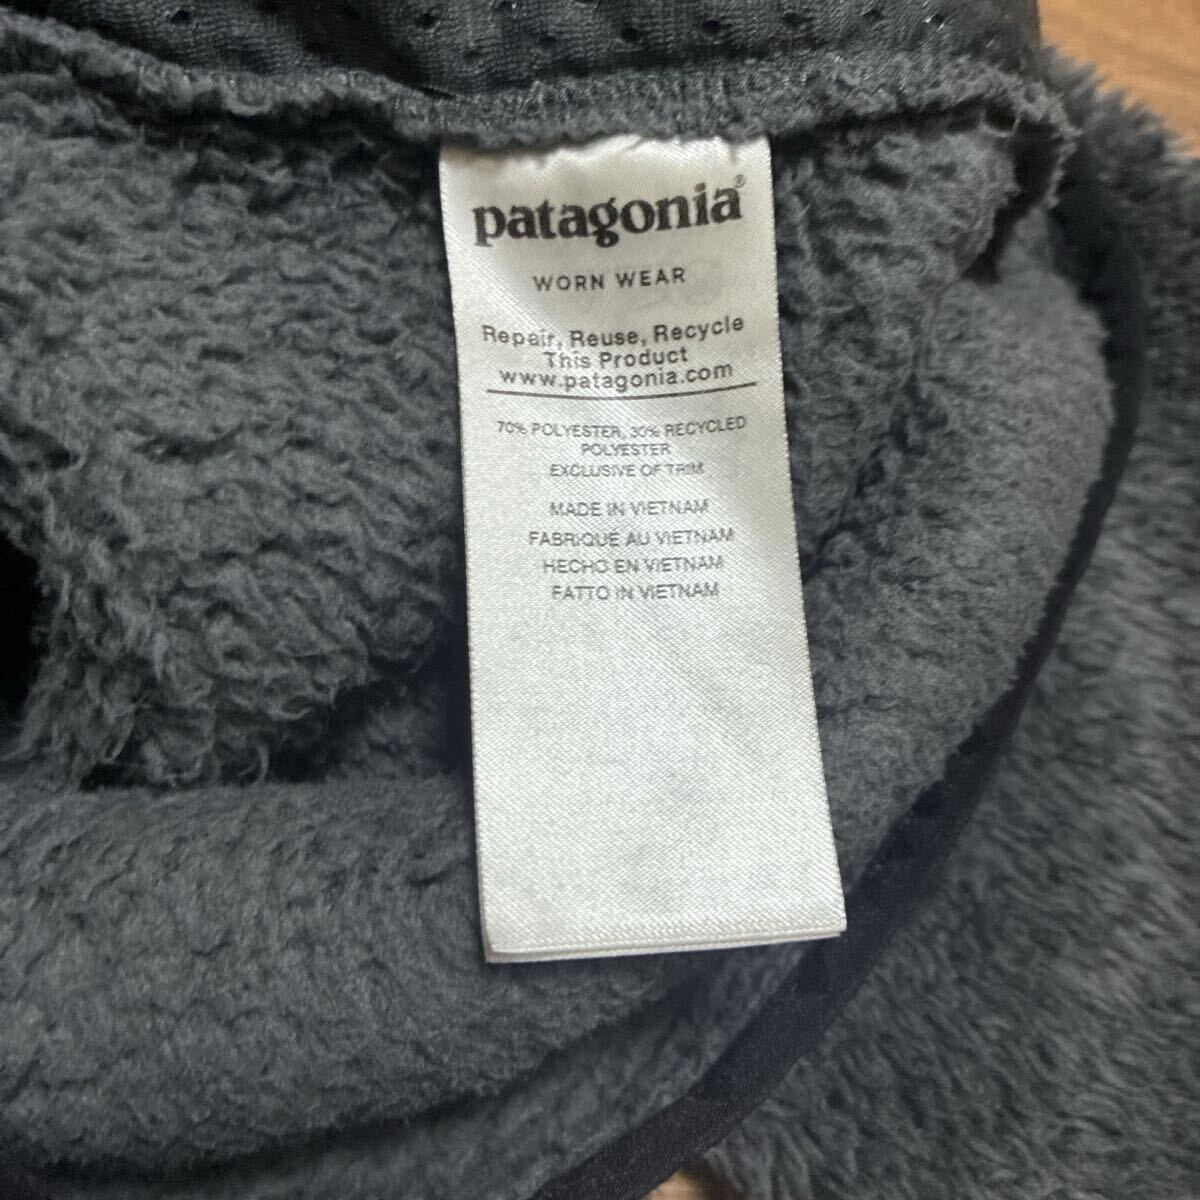 patagonia®
WORN WEAR
Repair, Reuse, Recycle
This Product
www.patagonia.com
70% POLYESTER, 30% RECYCLED
POLYESTER
EXCLUSIVE OF TRIM
MADE IN VIETNAM
FABRIQUÉ AU VIETNAM
HECHO EN VIETNAM
FATTO IN VIETNAM